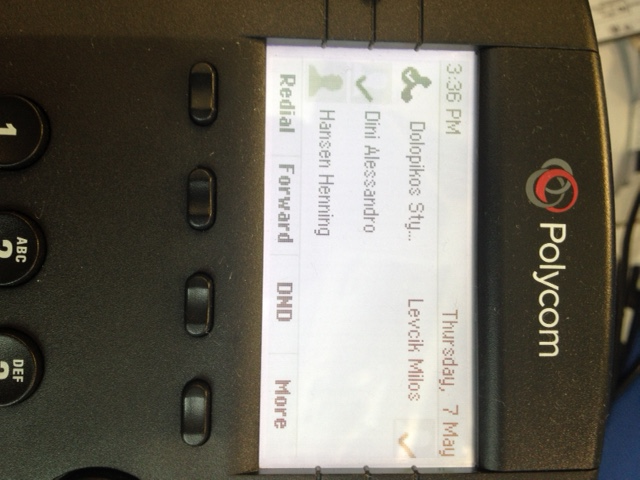 Polycom
3:36 PM Thursday, 7 May
Dolopikos Sty... Levcik Milos
Dini Alessandro
Hansen Henning
Redial Forward DND More
1 ABC 2 DEF 3